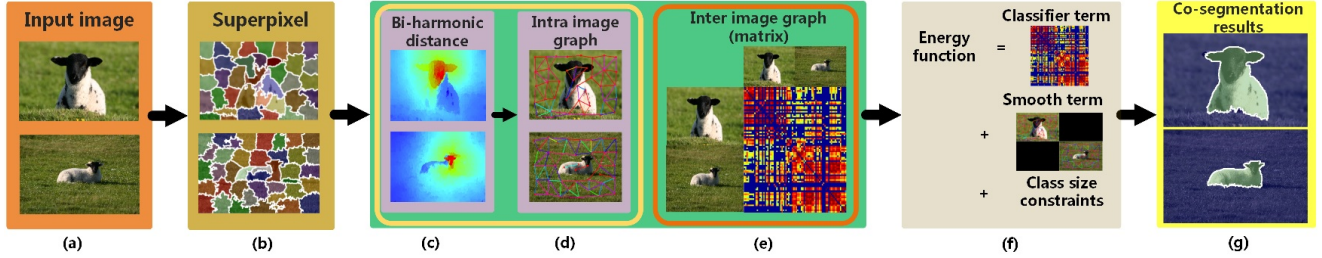 Input image
(a)
Superpixel
(b)
Bi-harmonic
distance
(c)
Intra image
graph
(d)
Inter image graph
(matrix)
(e)
Energy
function
=
Classifier term
+
Smooth term
+
Class size
constraints
(f)
Co-segmentation
results
(g)